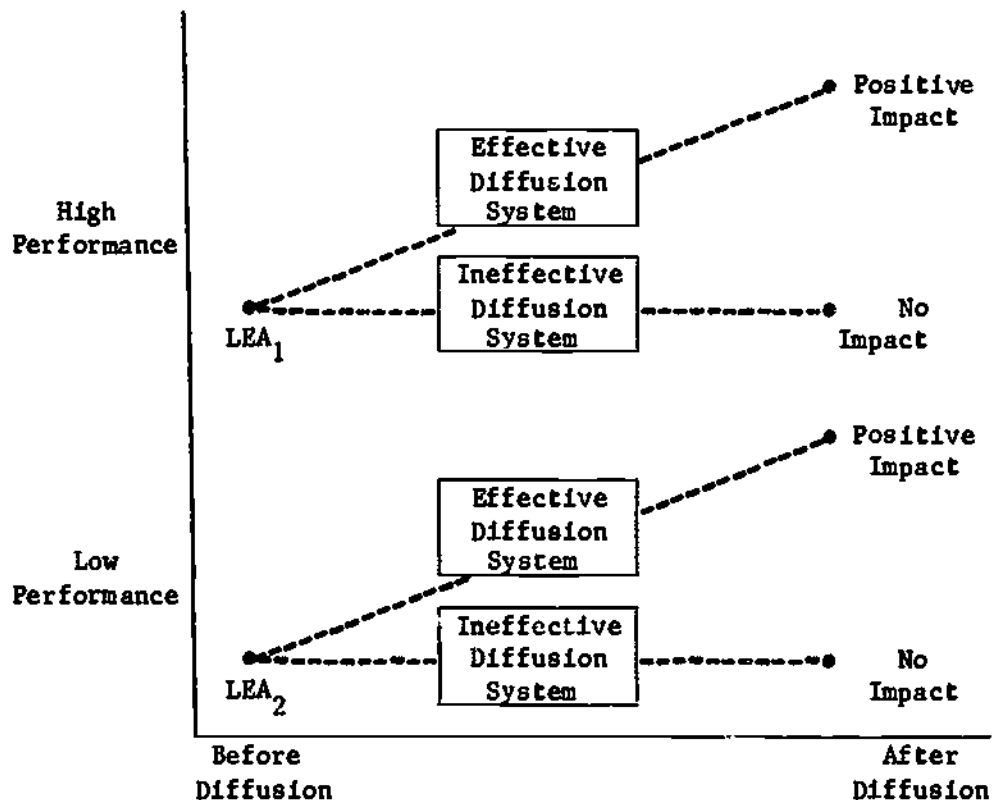 Positive
Impact
Effective
Diffusion
System
High
Performance
Ineffective
Diffusion
System
No
Impact
LEA1
Positive
Impact
Effective
Diffusion
System
Low
Performance
Ineffective
Diffusion
System
No
Impact
LEA2
Before
Diffusion
After
Diffusion